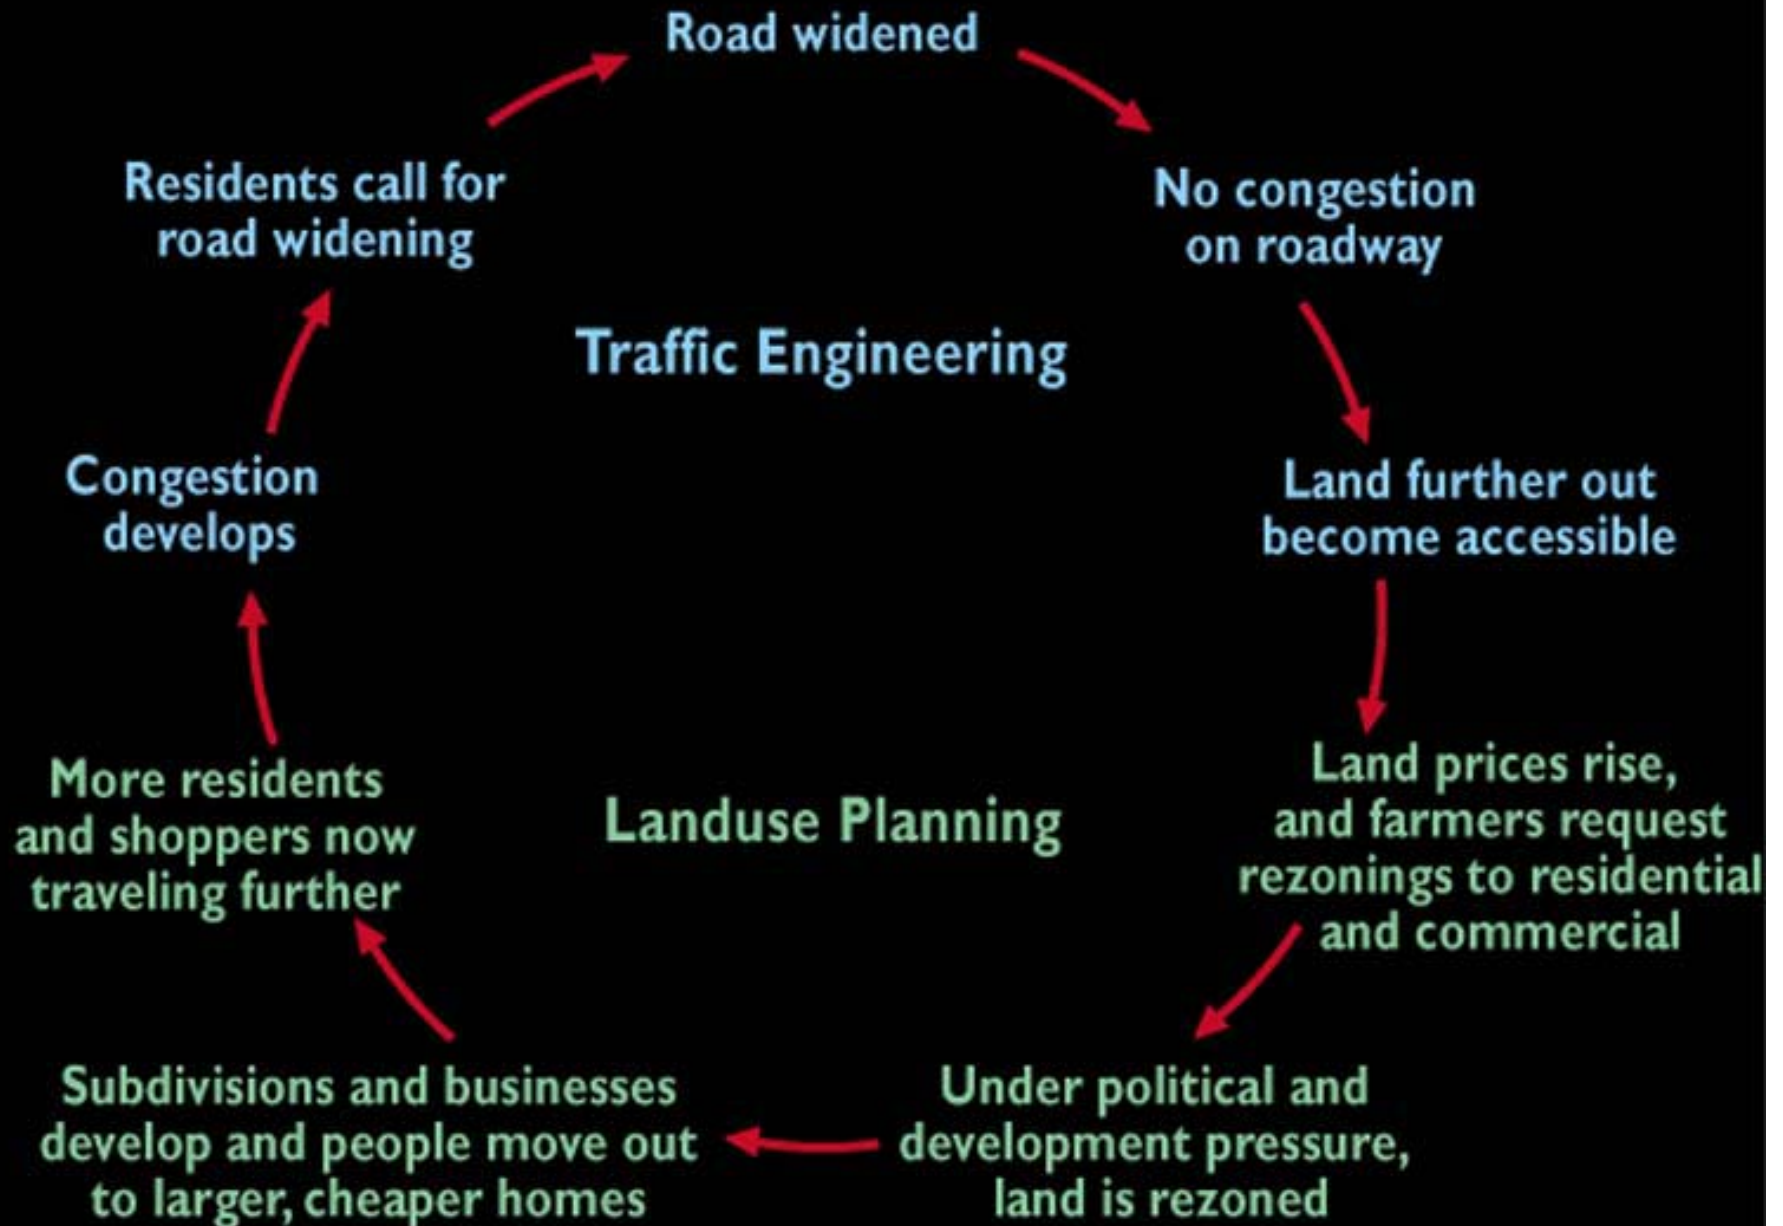 Road widened
No congestion
on roadway
Land further out
become accessible
Land prices rise,
and farmers request
rezonings to residential
and commercial
Under political and
development pressure,
land is rezoned
Subdivisions and businesses
develop and people move out
to larger, cheaper homes
More residents
and shoppers now
traveling further
Congestion
develops
Residents call for
road widening
Traffic Engineering
Landuse Planning